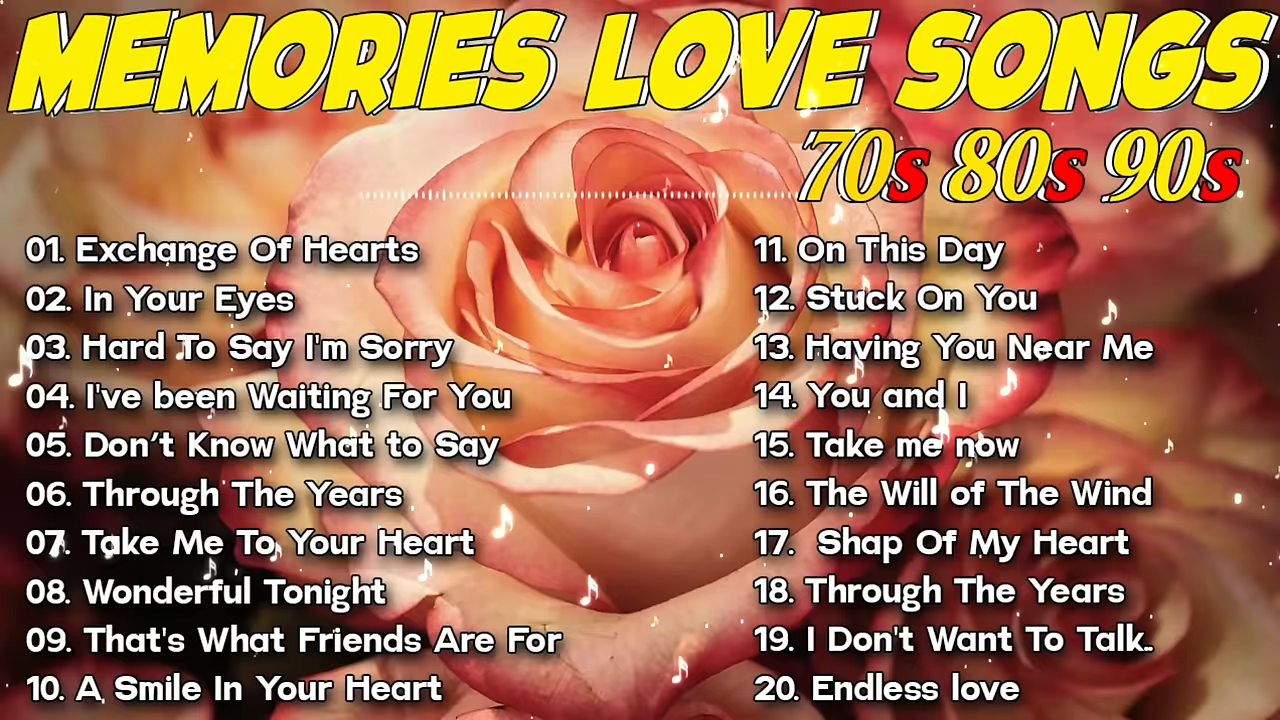 MEMORIES LOVE SONGS
70s 80s 90s
01. Exchange Of Hearts
02. In Your Eyes
03. Hard To Say I'm Sorry
04. I've been Waiting For You
05. Don’t Know What to Say
06. Through The Years
07. Take Me To Your Heart
08. Wonderful Tonight
09. That's What Friends Are For
10. A Smile In Your Heart
11. On This Day
12. Stuck On You
13. Having You Near Me
14. You and I
15. Take me now
16. The Will of The Wind
17. Shap Of My Heart
18. Through The Years
19. I Don't Want To Talk..
20. Endless love